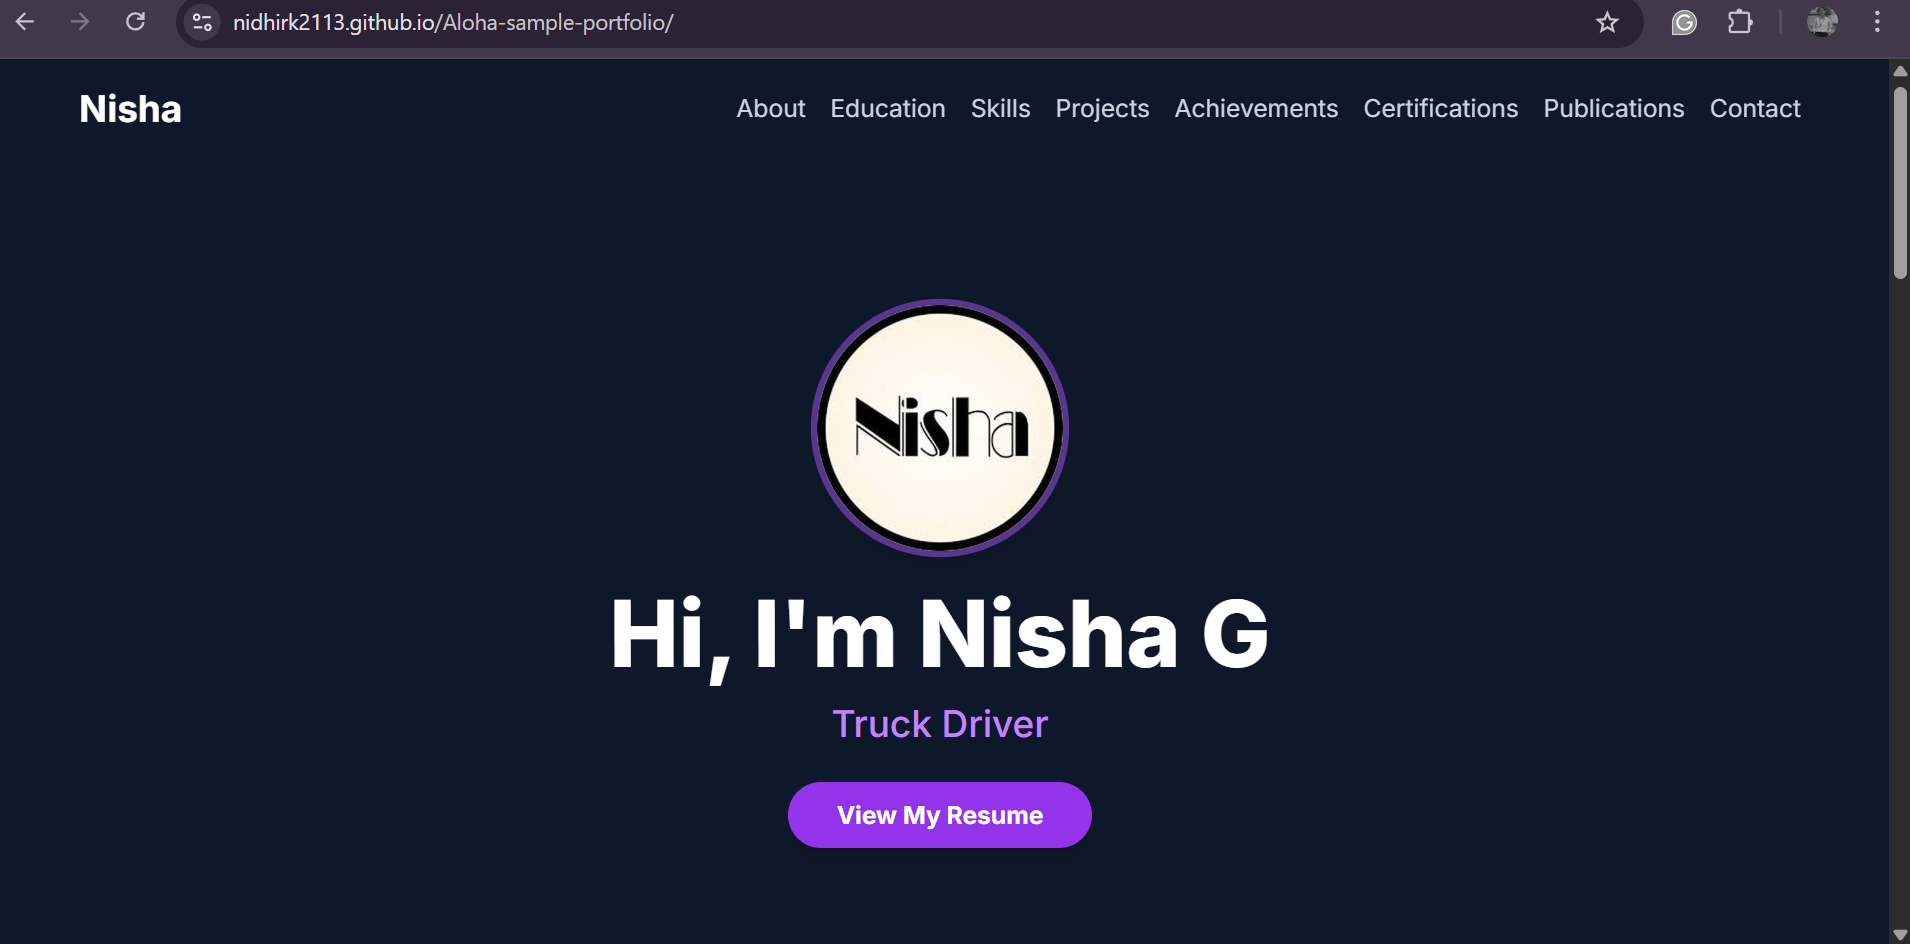 nidhirk2113.github.io/Aloha-sample-portfolio/
Nisha
About Education Skills Projects Achievements Certifications Publications Contact
Nisha
Hi, I'm Nisha G
Truck Driver
View My Resume